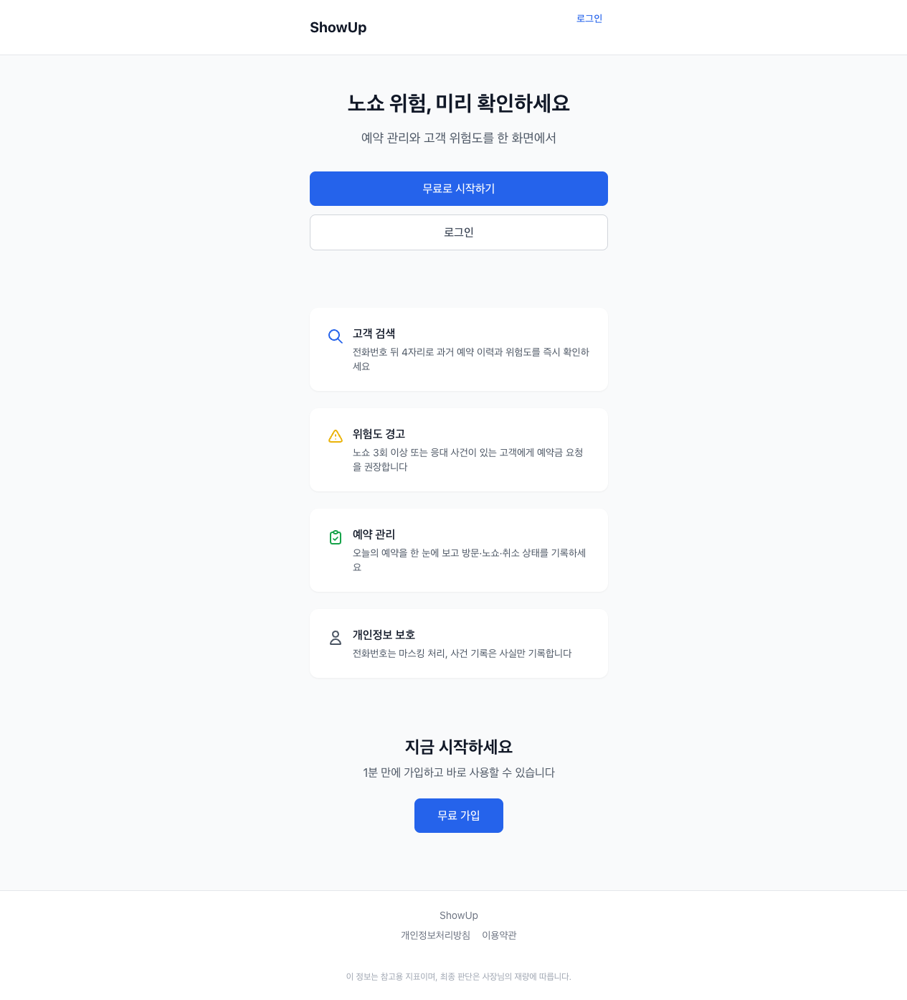 ShowUp
로그인
노쇼 위험, 미리 확인하세요
예약 관리와 고객 위험도를 한 화면에서
무료로 시작하기
로그인
고객 검색
전화번호 뒤 4자리로 과거 예약 이력과 위험도를 즉시 확인하
세요
위험도 경고
노쇼 3회 이상 또는 응대 사건이 있는 고객에게 예약금 요청
을 권장합니다
예약 관리
오늘의 예약을 한 눈에 보고 방문·노쇼·취소 상태를 기록하세
요
개인정보 보호
전화번호는 마스킹 처리, 사건 기록은 사실만 기록합니다
지금 시작하세요
1분 만에 가입하고 바로 사용할 수 있습니다
무료 가입
ShowUp
개인정보처리방침 이용약관
이 정보는 참고용 지표이며, 최종 판단은 사장님의 재량에 따릅니다.